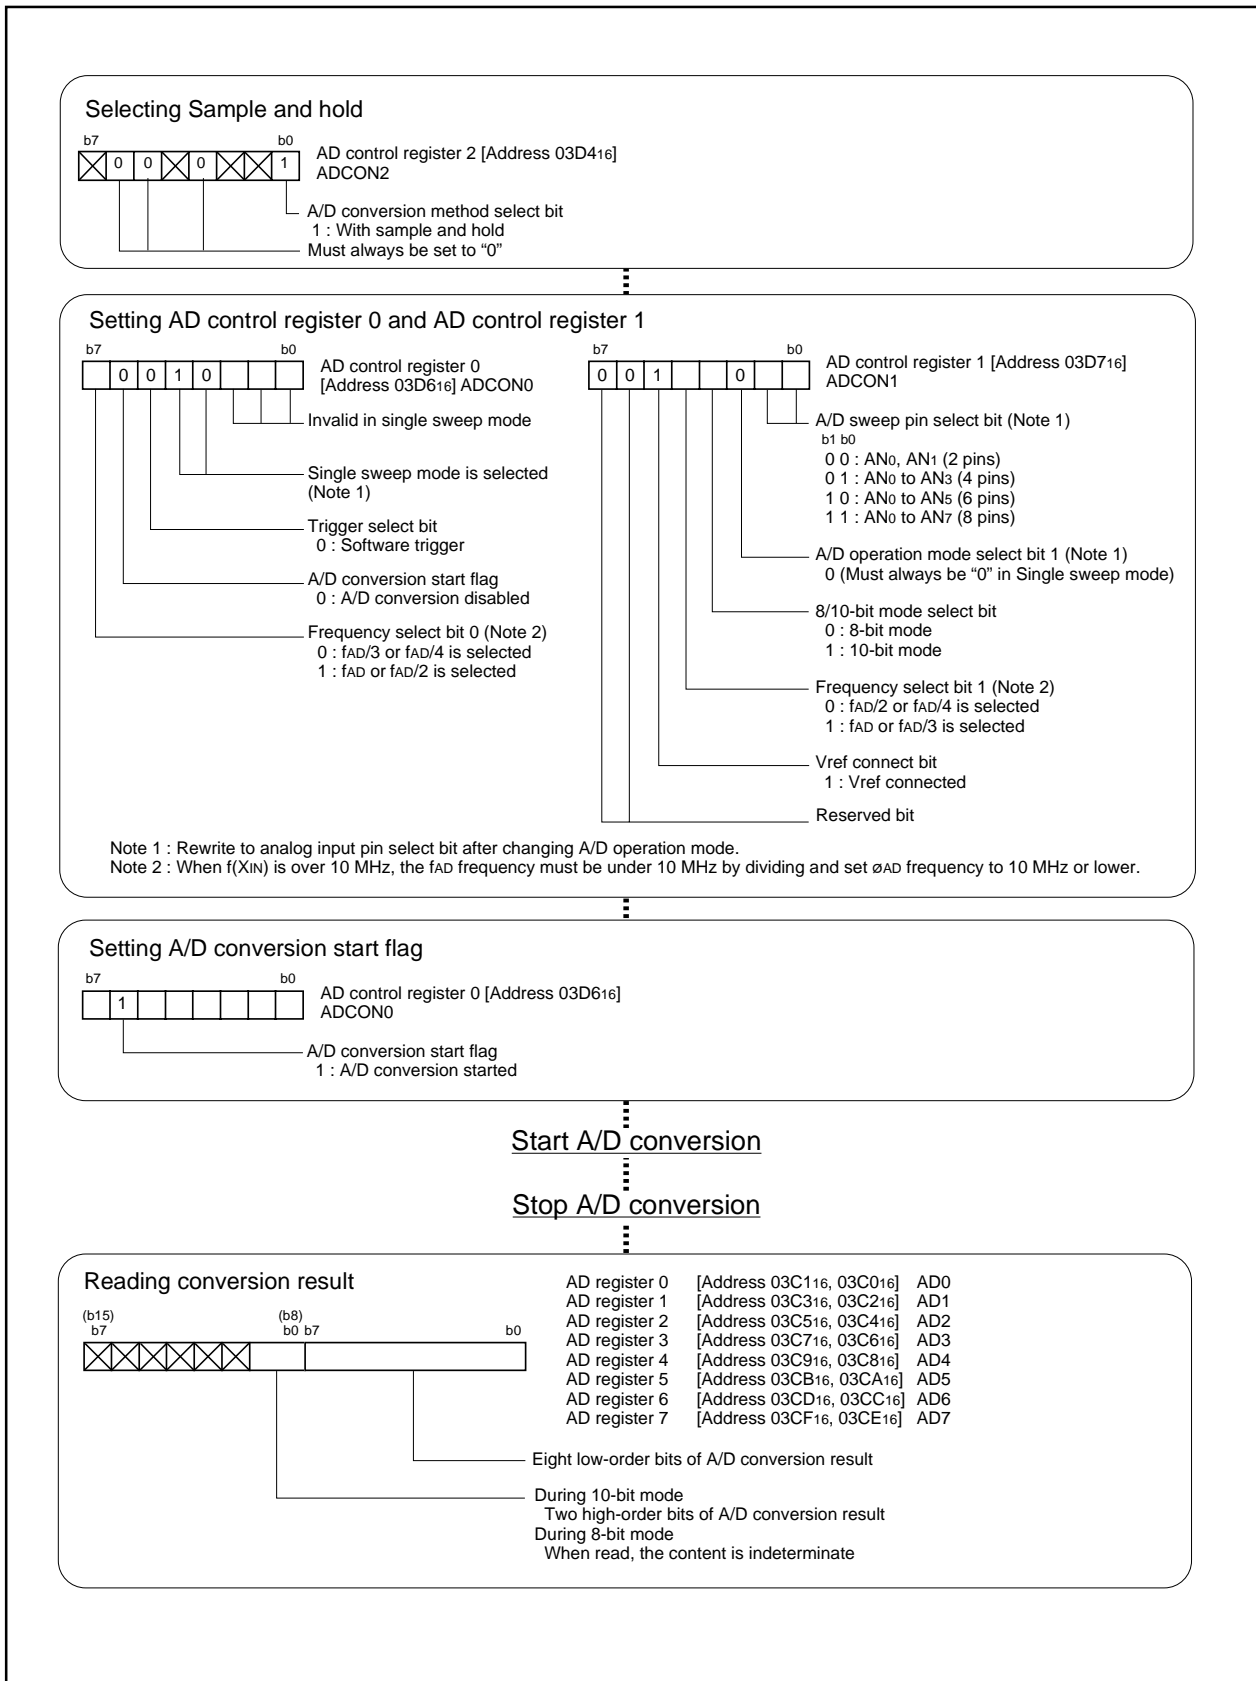 Selecting Sample and hold
b7 b0
0 0 0 1
AD control register 2 [Address 03D416]
ADCON2
A/D conversion method select bit
1 : With sample and hold
Must always be set to “0”
Setting AD control register 0 and AD control register 1
b7 b0
0 0 1 0
AD control register 0
[Address 03D616] ADCON0
Invalid in single sweep mode
Single sweep mode is selected
(Note 1)
Trigger select bit
0 : Software trigger
A/D conversion start flag
0 : A/D conversion disabled
Frequency select bit 0 (Note 2)
0 : fAD/3 or fAD/4 is selected
1 : fAD or fAD/2 is selected
b7 b0
0 0 1 0
AD control register 1 [Address 03D716]
ADCON1
A/D sweep pin select bit (Note 1)
b1 b0
0 0 : AN0, AN1 (2 pins)
0 1 : AN0 to AN3 (4 pins)
1 0 : AN0 to AN5 (6 pins)
1 1 : AN0 to AN7 (8 pins)
A/D operation mode select bit 1 (Note 1)
0 (Must always be “0” in Single sweep mode)
8/10-bit mode select bit
0 : 8-bit mode
1 : 10-bit mode
Frequency select bit 1 (Note 2)
0 : fAD/2 or fAD/4 is selected
1 : fAD or fAD/3 is selected
Vref connect bit
1 : Vref connected
Reserved bit
Note 1 : Rewrite to analog input pin select bit after changing A/D operation mode.
Note 2 : When f(XIN) is over 10 MHz, the fAD frequency must be under 10 MHz by dividing and set øAD frequency to 10 MHz or lower.
Setting A/D conversion start flag
b7 b0
1
AD control register 0 [Address 03D616]
ADCON0
A/D conversion start flag
1 : A/D conversion started
Start A/D conversion
Stop A/D conversion
Reading conversion result
(b15) (b8)
b7 b0 b7 b0
AD register 0 [Address 03C116, 03C016] AD0
AD register 1 [Address 03C316, 03C216] AD1
AD register 2 [Address 03C516, 03C416] AD2
AD register 3 [Address 03C716, 03C616] AD3
AD register 4 [Address 03C916, 03C816] AD4
AD register 5 [Address 03CB16, 03CA16] AD5
AD register 6 [Address 03CD16, 03CC16] AD6
AD register 7 [Address 03CF16, 03CE16] AD7
Eight low-order bits of A/D conversion result
During 10-bit mode
Two high-order bits of A/D conversion result
During 8-bit mode
When read, the content is indeterminate